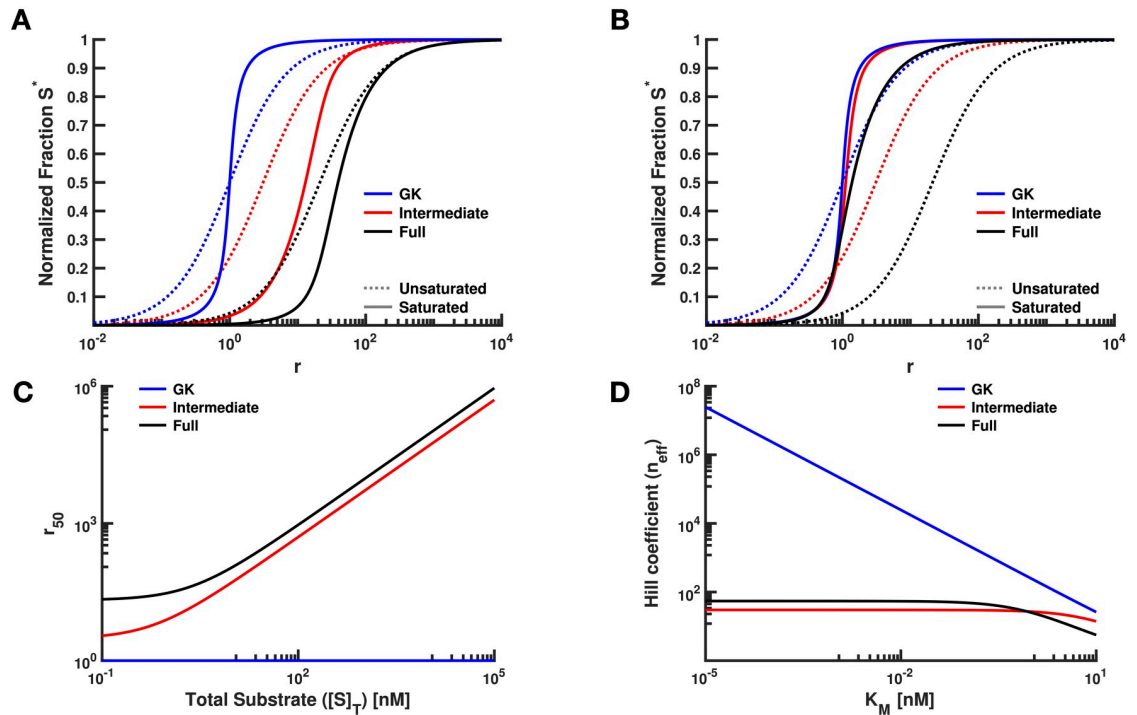 A
Normalized Fraction S*
1
0.9
0.8
0.7
0.6
0.5
0.4
0.3
0.2
0.1
GK
Intermediate
Full
Unsaturated
Saturated
10^-2
10^0
10^2
10^4
r
B
Normalized Fraction S*
1
0.9
0.8
0.7
0.6
0.5
0.4
0.3
0.2
0.1
GK
Intermediate
Full
Unsaturated
Saturated
10^-2
10^0
10^2
10^4
r
C
r_50
10^6
10^3
10^0
GK
Intermediate
Full
10^-1
10^2
10^5
Total Substrate ([S]_T) [nM]
D
Hill coefficient (n_eff)
10^8
10^6
10^4
10^2
GK
Intermediate
Full
10^-5
10^-2
10^1
K_M [nM]